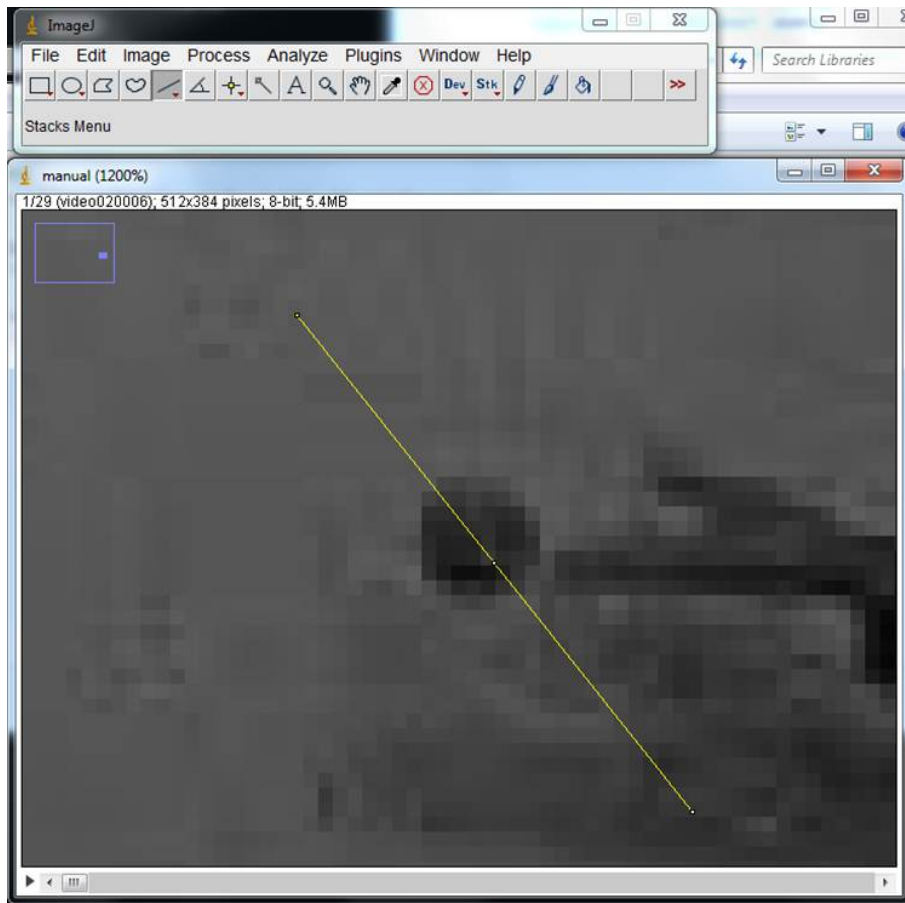 ImageJ
File Edit Image Process Analyze Plugins Window Help
A Dev Stk >>
Stacks Menu
Search Libraries
manual (1200%)
1/29 (video020006); 512x384 pixels; 8-bit; 5.4MB